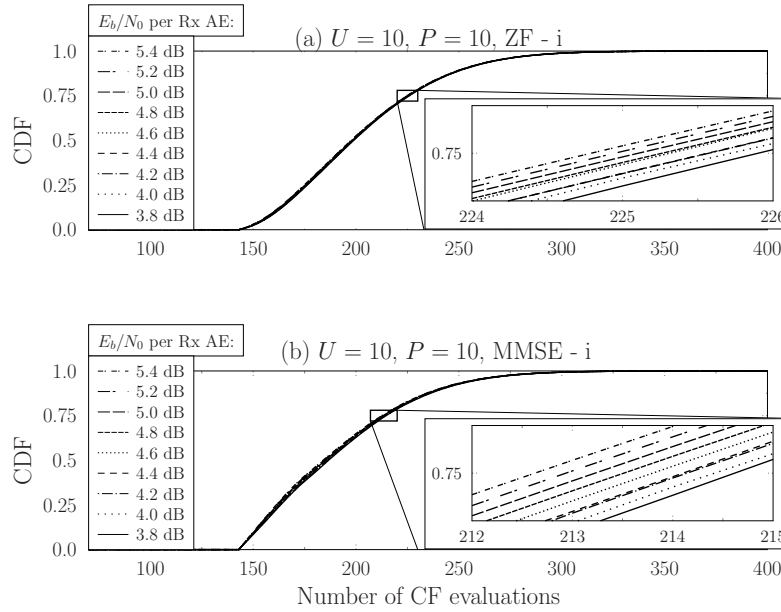 (a) U = 10, P = 10, ZF - i
E_b/N_0 per Rx AE:
5.4 dB
5.2 dB
5.0 dB
4.8 dB
4.6 dB
4.4 dB
4.2 dB
4.0 dB
3.8 dB
CDF
1.0
0.75
0.5
0.25
0.0
100 150 200 250 300 350 400
0.75
224 225 226
(b) U = 10, P = 10, MMSE - i
E_b/N_0 per Rx AE:
5.4 dB
5.2 dB
5.0 dB
4.8 dB
4.6 dB
4.4 dB
4.2 dB
4.0 dB
3.8 dB
CDF
1.0
0.75
0.5
0.25
0.0
100 150 200 250 300 350 400
0.75
212 213 214 215
Number of CF evaluations